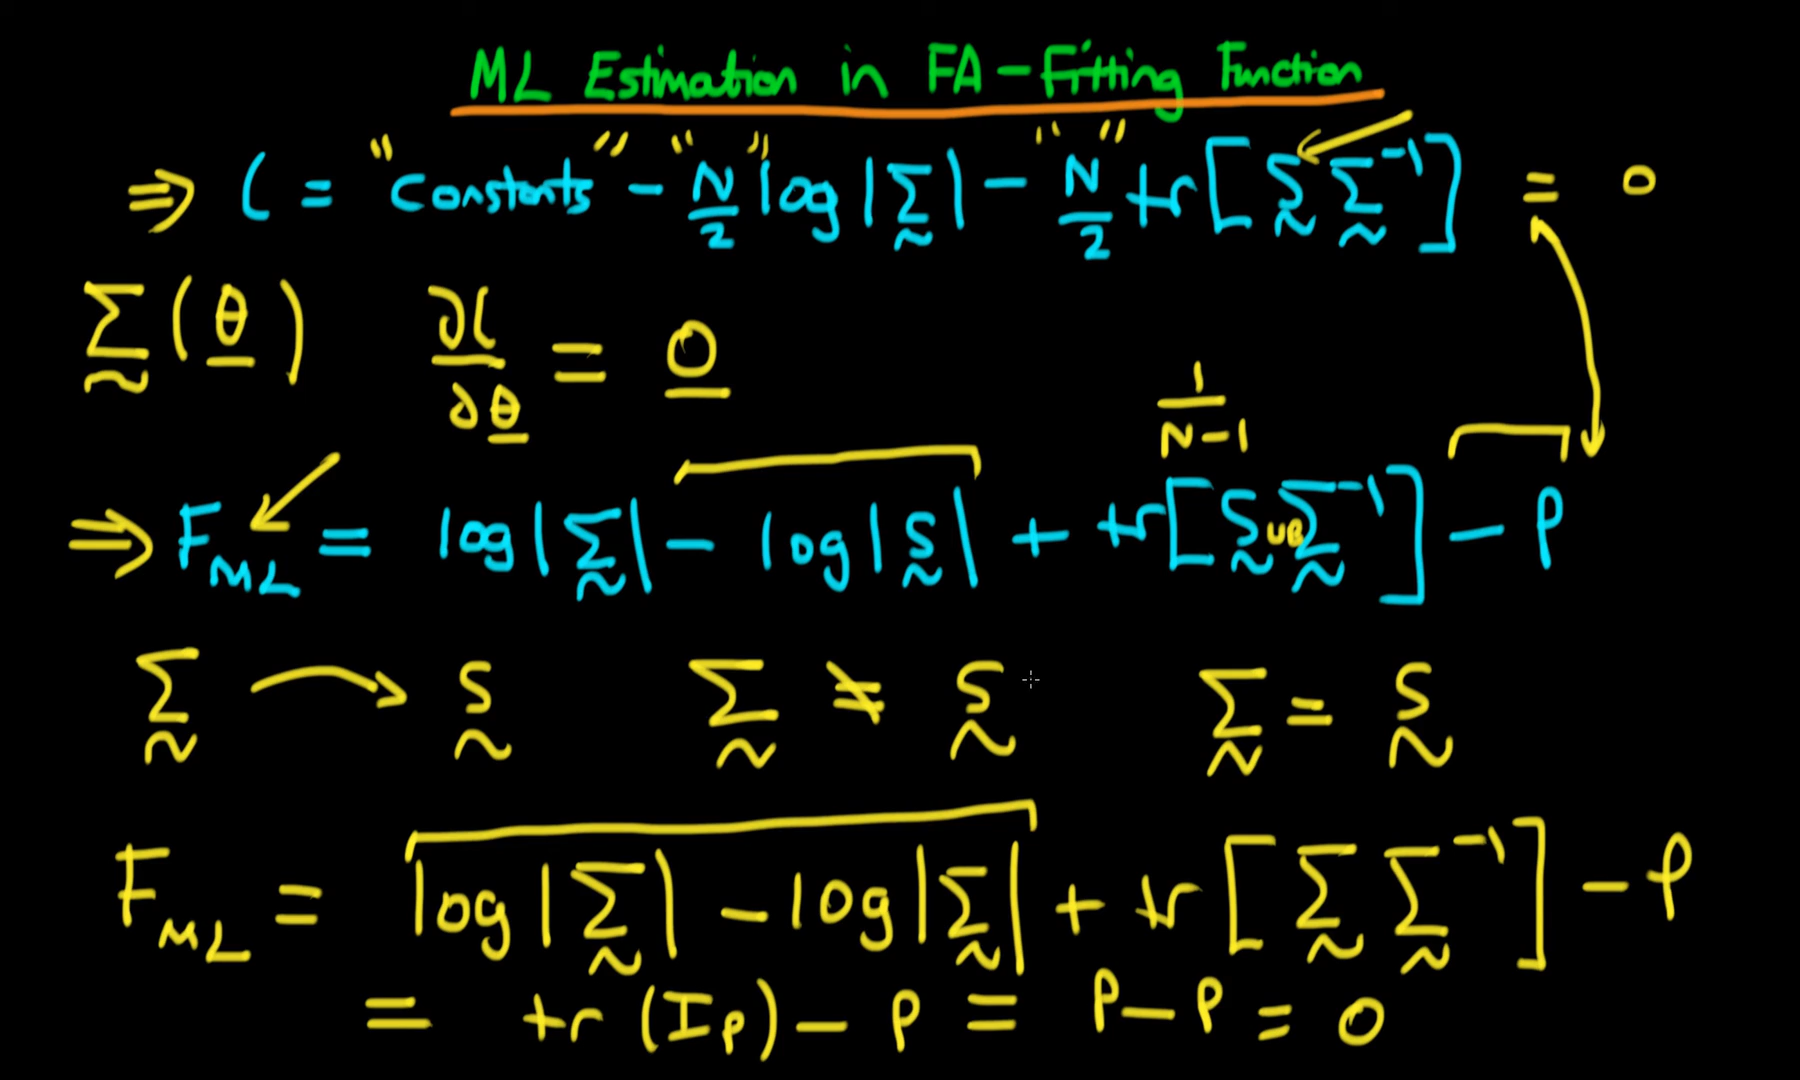 ML Estimation in FA-Fitting Function
⇒ l = "Constants" - "N/2" log|Σ| - "N/2" tr[S Σ⁻¹] = 0
Σ(θ) ∂l/∂θ = 0
1/(N-1)
⇒ F_ML = log|Σ| - log|S| + tr[S_UB Σ⁻¹] - P
Σ → S Σ ≠ S Σ = S
F_ML = log|Σ| - log|Σ| + tr[Σ Σ⁻¹] - P
= tr(I_P) - P = P - P = 0